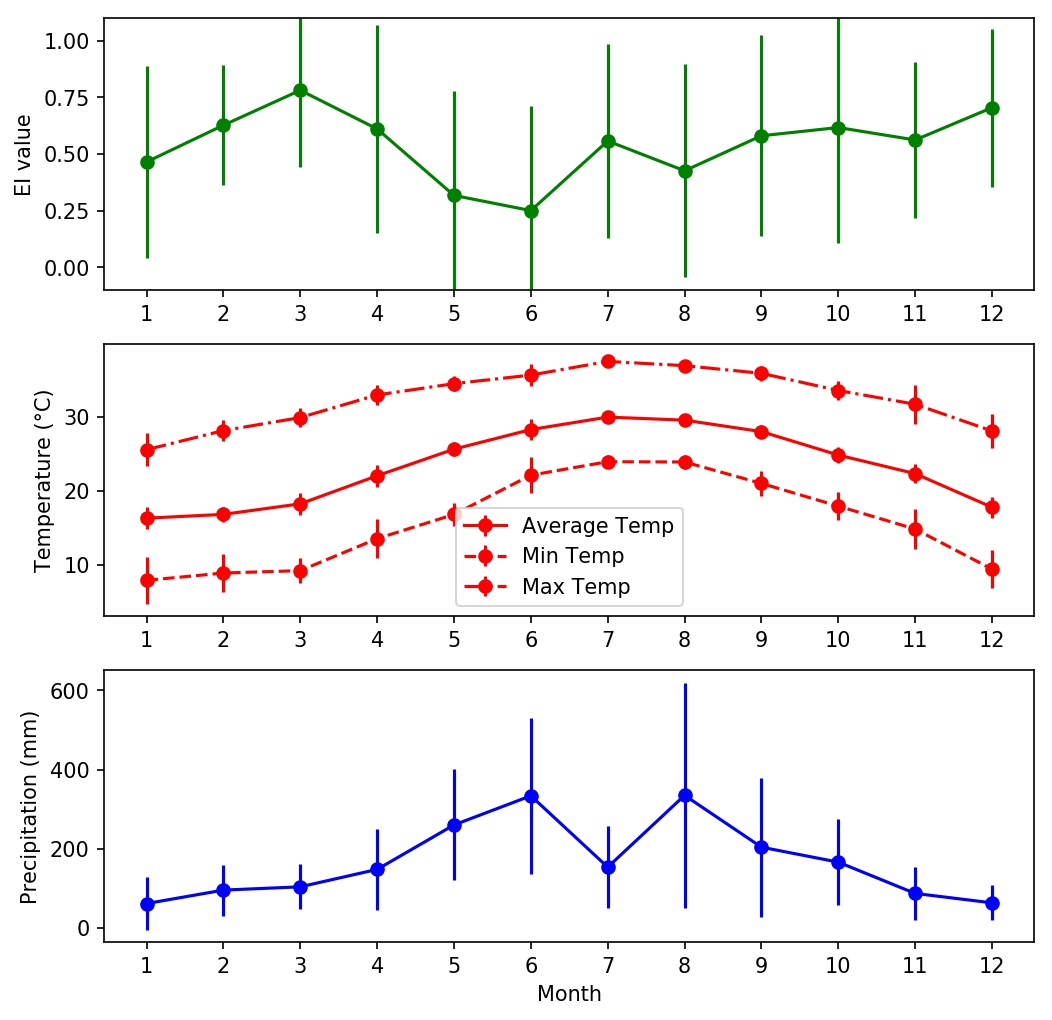 EI value
1.00
0.75
0.50
0.25
0.00
1 2 3 4 5 6 7 8 9 10 11 12
Temperature (°C)
30
20
10
Average Temp
Min Temp
Max Temp
1 2 3 4 5 6 7 8 9 10 11 12
Precipitation (mm)
600
400
200
0
1 2 3 4 5 6 7 8 9 10 11 12
Month